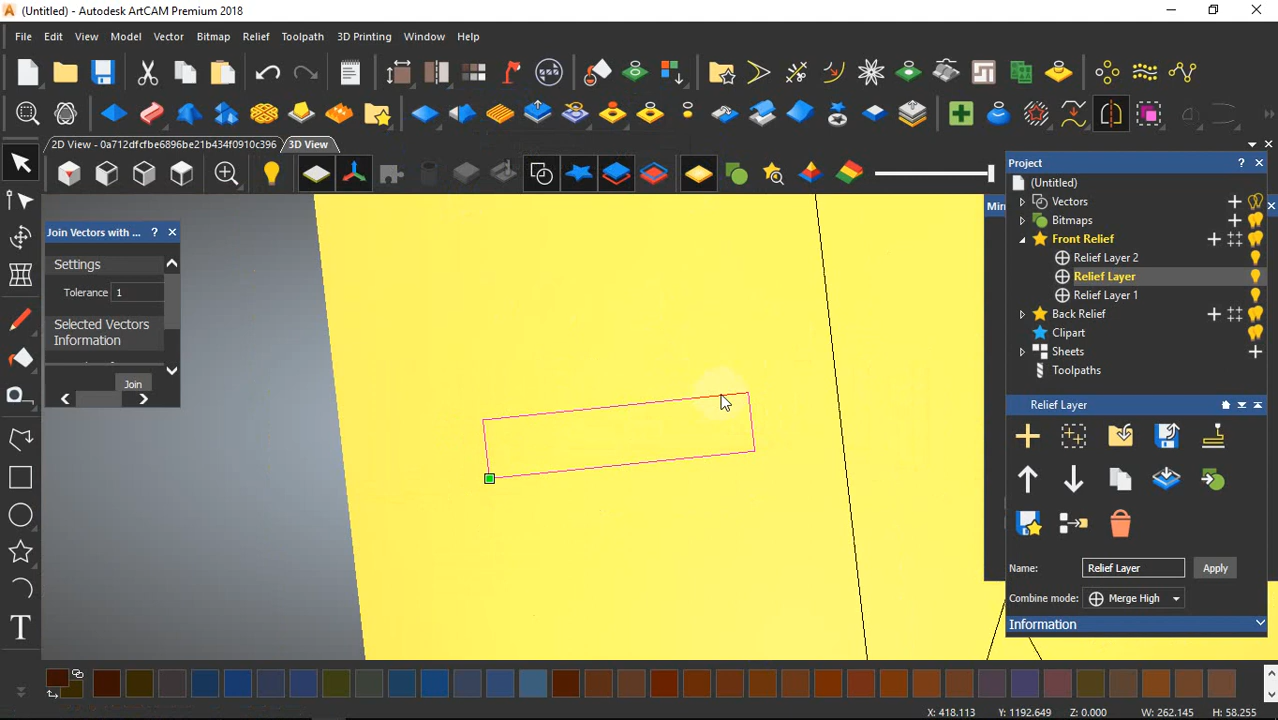 (Untitled) - Autodesk ArtCAM Premium 2018
File Edit View Model Vector Bitmap Relief Toolpath 3D Printing Window Help
2D View - 0a712dfcfbe6896be21b434f0910c396 3D View
Project
(Untitled)
Vectors
Bitmaps
Front Relief
Relief Layer 2
Relief Layer
Relief Layer 1
Back Relief
Clipart
Sheets
Toolpaths
Join Vectors with ... ?
Settings
Tolerance 1
Selected Vectors
Information
Join
Relief Layer
Name: Relief Layer Apply
Combine mode: Merge High
Information
X: 418.113 Y: 1192.649 Z: 0.000 W: 262.145 H: 58.255